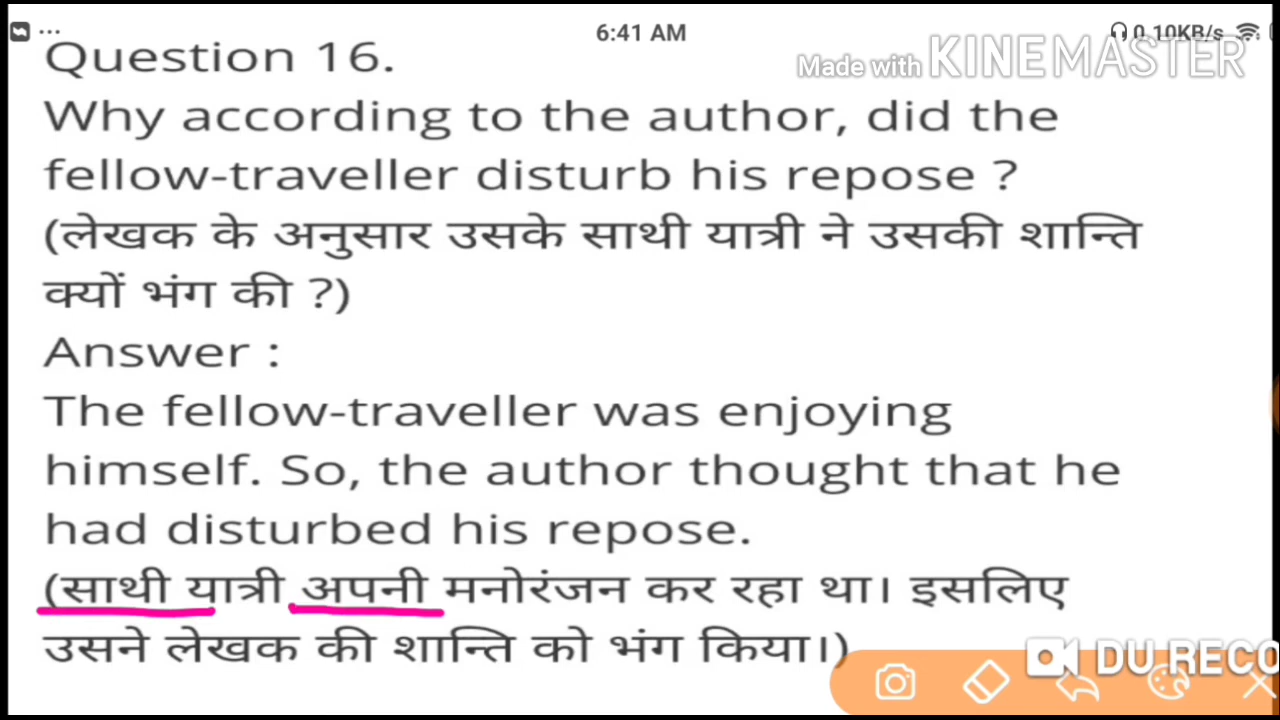 6:41 AM
0.10KB/s
Made with KINEMASTER
Question 16.
Why according to the author, did the
fellow-traveller disturb his repose ?
(लेखक के अनुसार उसके साथी यात्री ने उसकी शान्ति
क्यों भंग की ?)
Answer :
The fellow-traveller was enjoying
himself. So, the author thought that he
had disturbed his repose.
(साथी यात्री अपनी मनोरंजन कर रहा था। इसलिए
उसने लेखक की शान्ति को भंग किया।)
DU RECO